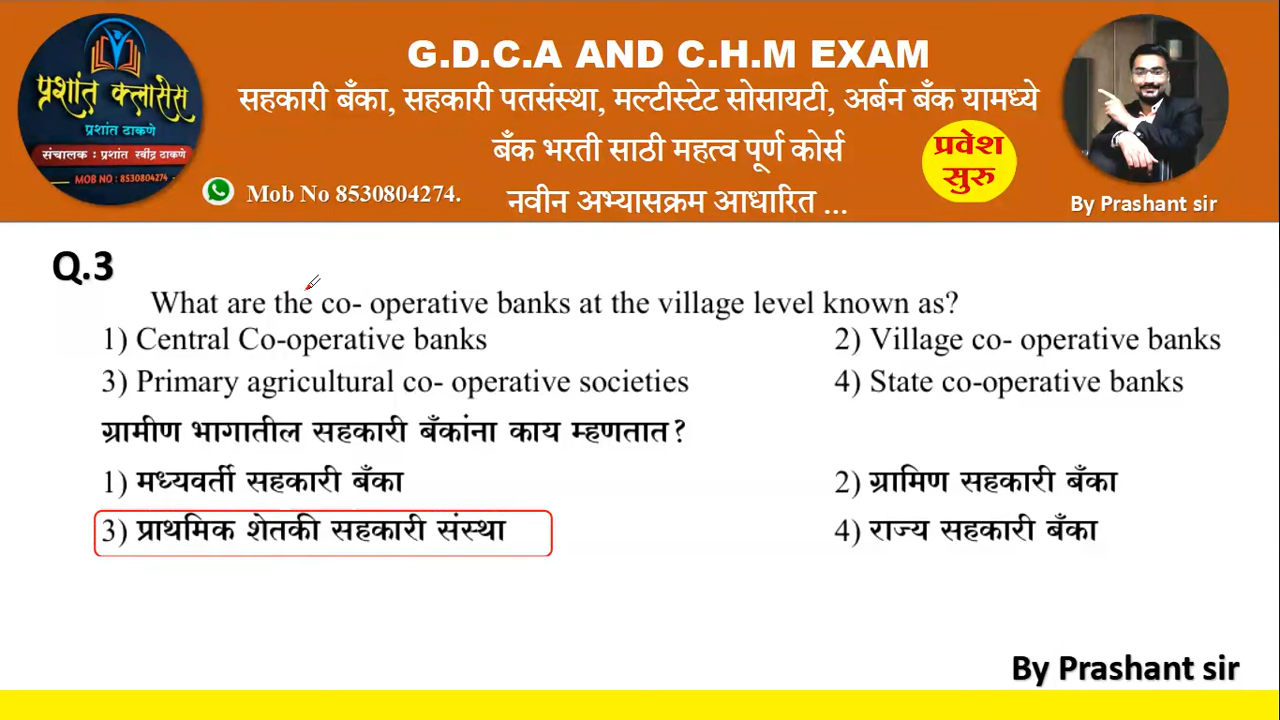 प्रशांत क्लासेस
प्रशांत ठाकणे
संचालक : प्रशांत रवींद्र ठाकणे
MOB NO : 8530804274
G.D.C.A AND C.H.M EXAM
सहकारी बँका, सहकारी पतसंस्था, मल्टीस्टेट सोसायटी, अर्बन बँक यामध्ये
बँक भरती साठी महत्व पूर्ण कोर्स
Mob No 8530804274.
नवीन अभ्यासक्रम आधारित ...
प्रवेश
सुरु
By Prashant sir
Q.3
What are the co- operative banks at the village level known as?
1) Central Co-operative banks 2) Village co- operative banks
3) Primary agricultural co- operative societies 4) State co-operative banks
ग्रामीण भागातील सहकारी बँकांना काय म्हणतात?
1) मध्यवर्ती सहकारी बँका 2) ग्रामिण सहकारी बँका
3) प्राथमिक शेतकी सहकारी संस्था 4) राज्य सहकारी बँका
By Prashant sir